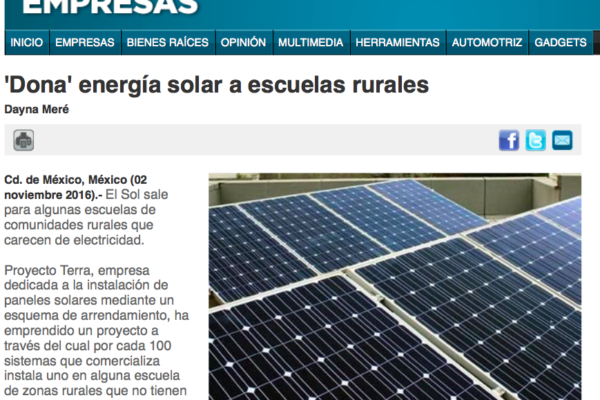 EMPRESAS
INICIO EMPRESAS BIENES RAÍCES OPINIÓN MULTIMEDIA HERRAMIENTAS AUTOMOTRIZ GADGETS
'Dona' energía solar a escuelas rurales
Dayna Meré
Cd. de México, México (02
noviembre 2016).- El Sol sale
para algunas escuelas de
comunidades rurales que
carecen de electricidad.
Proyecto Terra, empresa
dedicada a la instalación de
paneles solares mediante un
esquema de arrendamiento, ha
emprendido un proyecto a
través del cual por cada 100
sistemas que comercializa
instala uno en alguna escuela
de zonas rurales que no tienen